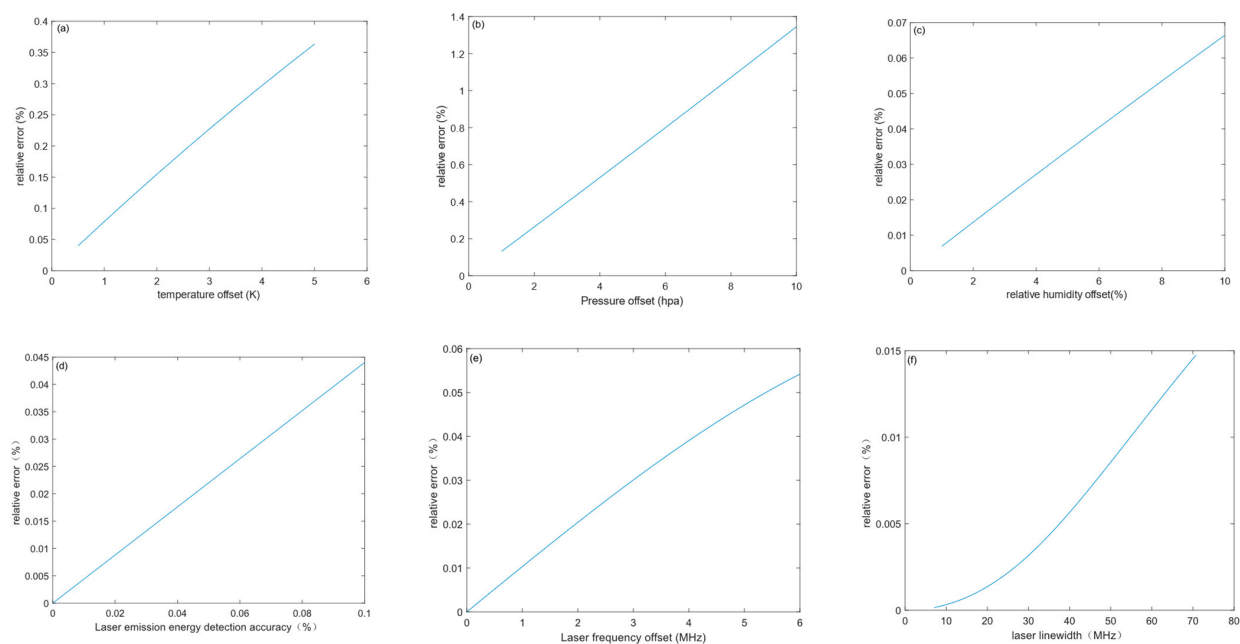 (a)
0.4
0.35
0.3
0.25
0.2
0.15
0.1
0.05
0
0 1 2 3 4 5 6
relative error (%)
temperature offset (K)
(b)
1.4
1.2
1
0.8
0.6
0.4
0.2
0
0 2 4 6 8 10
relative error (%)
Pressure offset (hpa)
(c)
0.07
0.06
0.05
0.04
0.03
0.02
0.01
0
0 2 4 6 8 10
relative error (%)
relative humidity offset(%)
(d)
0.045
0.04
0.035
0.03
0.025
0.02
0.015
0.01
0.005
0
0 0.02 0.04 0.06 0.08 0.1
relative error（%）
Laser emission energy detection accuracy（%）
(e)
0.06
0.05
0.04
0.03
0.02
0.01
0
0 1 2 3 4 5 6
relative error（%）
Laser frequency offset (MHz)
(f)
0.015
0.01
0.005
0
0 10 20 30 40 50 60 70 80
relative error（%）
laser linewidth（MHz）